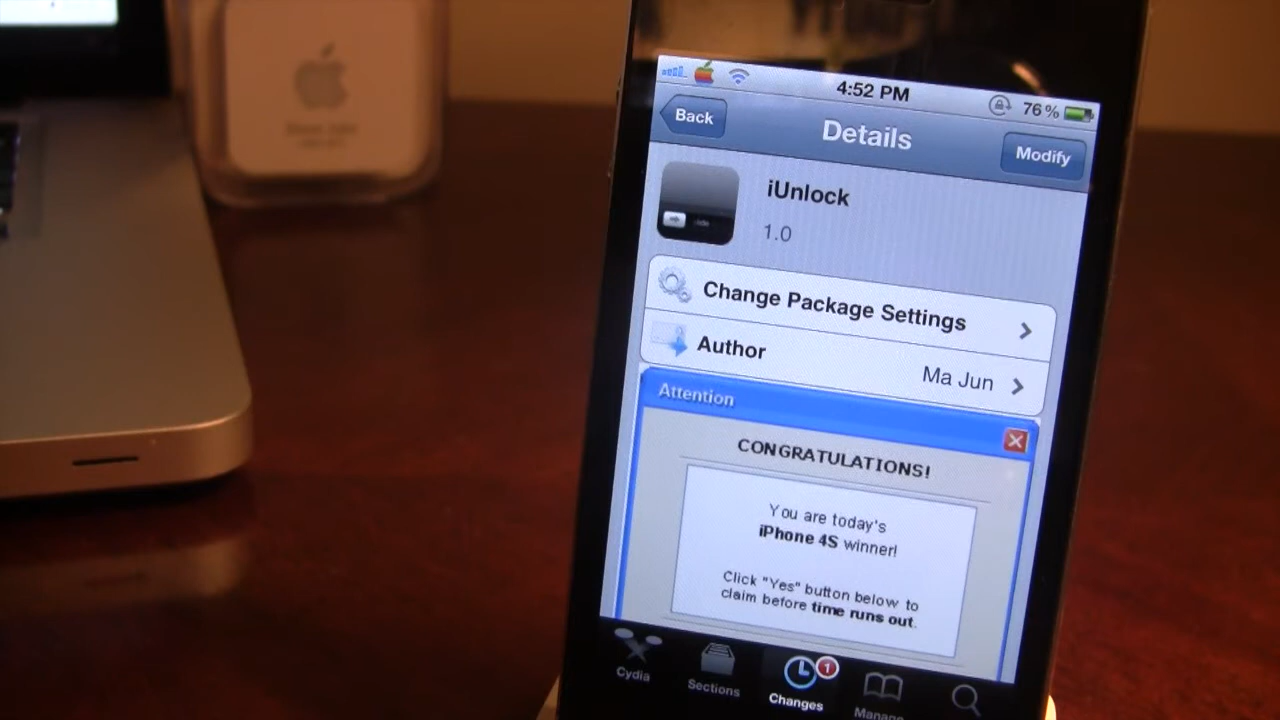 4:52 PM
76%
Back
Details
Modify
iUnlock
1.0
Change Package Settings
Author
Ma Jun
Attention
CONGRATULATIONS!
You are today's
iPhone 4S winner!
Click "Yes" button below to
claim before time runs out.
1
Cydia
Sections
Changes